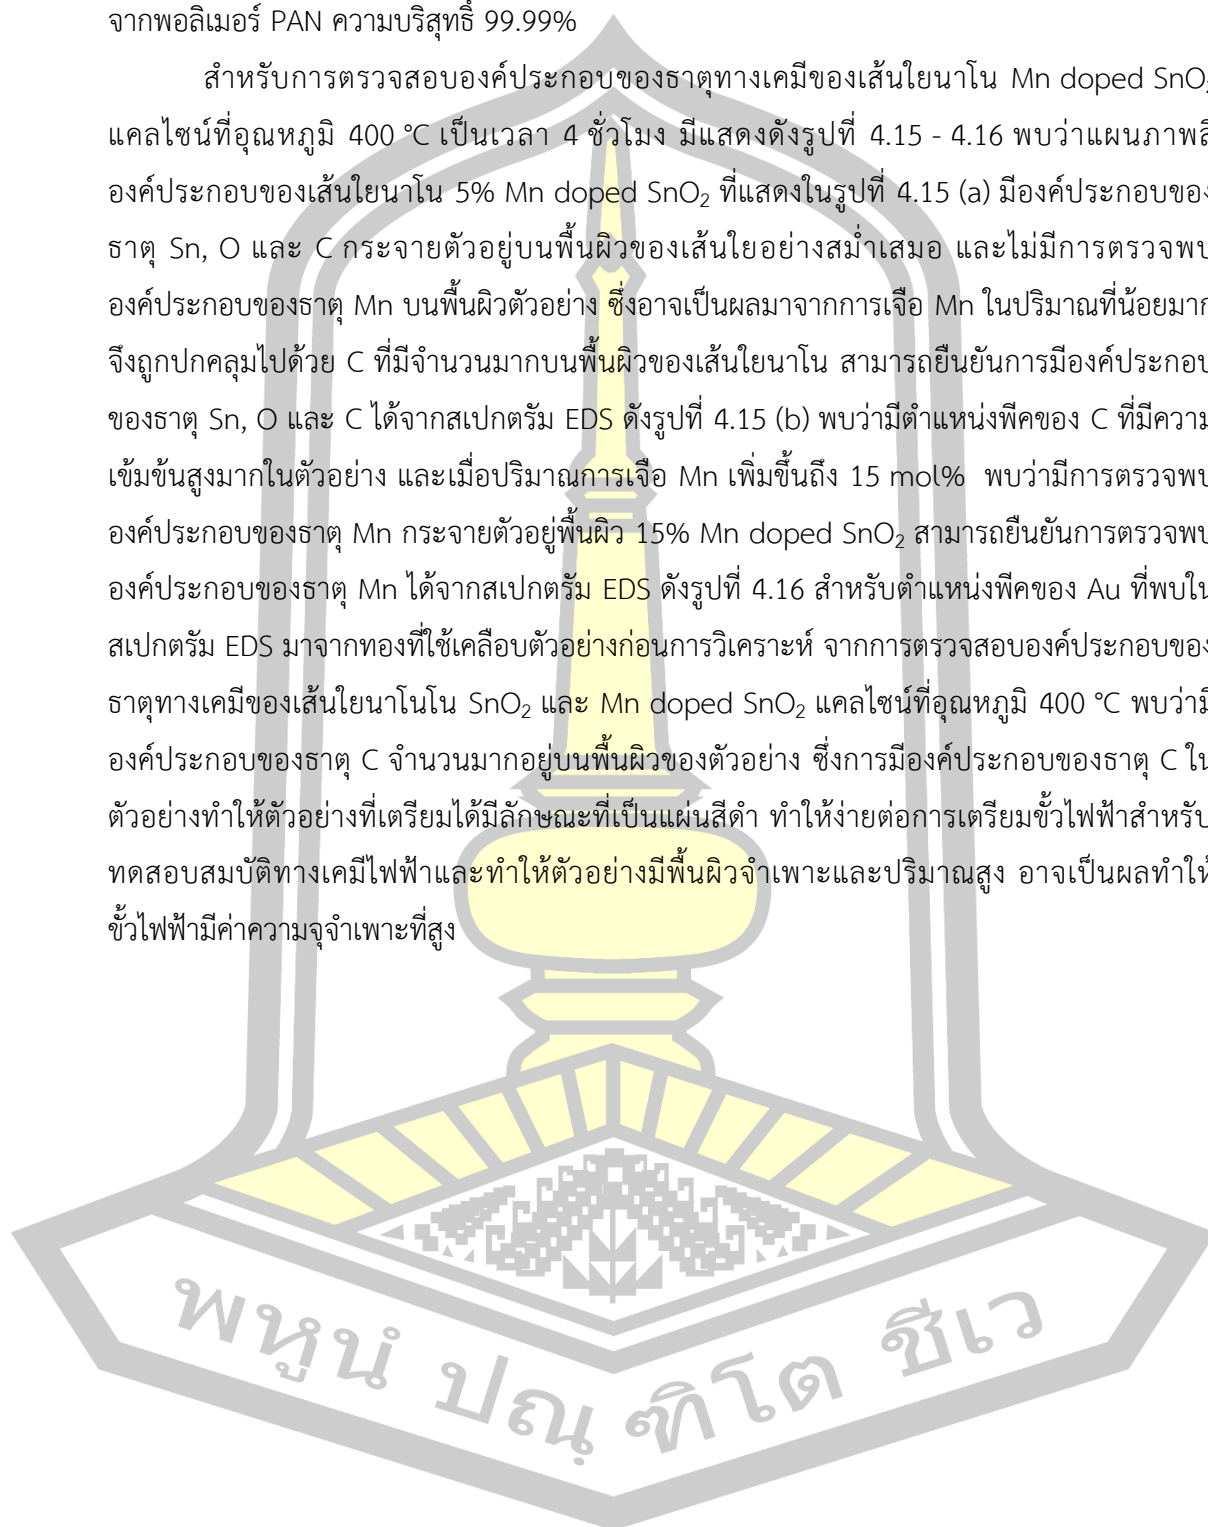 จากพอลิเมอร์ PAN ความบริสุทธิ์ 99.99%
สำหรับการตรวจสอบองค์ประกอบของธาตุทางเคมีของเส้นใยนาโน Mn doped SnO₂
แคลไซน์ที่อุณหภูมิ 400 °C เป็นเวลา 4 ชั่วโมง มีแสดงดังรูปที่ 4.15 - 4.16 พบว่าแผนภาพสี
องค์ประกอบของเส้นใยนาโน 5% Mn doped SnO₂ ที่แสดงในรูปที่ 4.15 (a) มีองค์ประกอบของ
ธาตุ Sn, O และ C กระจายตัวอยู่บนพื้นผิวของเส้นใยอย่างสม่ำเสมอ และไม่มีการตรวจพบ
องค์ประกอบของธาตุ Mn บนพื้นผิวตัวอย่าง ซึ่งอาจเป็นผลมาจากการเจือ Mn ในปริมาณที่น้อยมาก
จึงถูกปกคลุมไปด้วย C ที่มีจำนวนมากบนพื้นผิวของเส้นใยนาโน สามารถยืนยันการมีองค์ประกอบ
ของธาตุ Sn, O และ C ได้จากสเปกตรัม EDS ดังรูปที่ 4.15 (b) พบว่ามีตำแหน่งพีคของ C ที่มีความ
เข้มข้นสูงมากในตัวอย่าง และเมื่อปริมาณการเจือ Mn เพิ่มขึ้นถึง 15 mol% พบว่ามีการตรวจพบ
องค์ประกอบของธาตุ Mn กระจายตัวอยู่พื้นผิว 15% Mn doped SnO₂ สามารถยืนยันการตรวจพบ
องค์ประกอบของธาตุ Mn ได้จากสเปกตรัม EDS ดังรูปที่ 4.16 สำหรับตำแหน่งพีคของ Au ที่พบใน
สเปกตรัม EDS มาจากทองที่ใช้เคลือบตัวอย่างก่อนการวิเคราะห์ จากการตรวจสอบองค์ประกอบของ
ธาตุทางเคมีของเส้นใยนาโนโน SnO₂ และ Mn doped SnO₂ แคลไซน์ที่อุณหภูมิ 400 °C พบว่ามี
องค์ประกอบของธาตุ C จำนวนมากอยู่บนพื้นผิวของตัวอย่าง ซึ่งการมีองค์ประกอบของธาตุ C ใน
ตัวอย่างทำให้ตัวอย่างที่เตรียมได้มีลักษณะที่เป็นแผ่นสีดำ ทำให้ง่ายต่อการเตรียมขั้วไฟฟ้าสำหรับ
ทดสอบสมบัติทางเคมีไฟฟ้าและทำให้ตัวอย่างมีพื้นผิวจำเพาะและปริมาณสูง อาจเป็นผลทำให้
ขั้วไฟฟ้ามีค่าความจุจำเพาะที่สูง
พหูนํ ปณฺ ฑิโต ชีเว